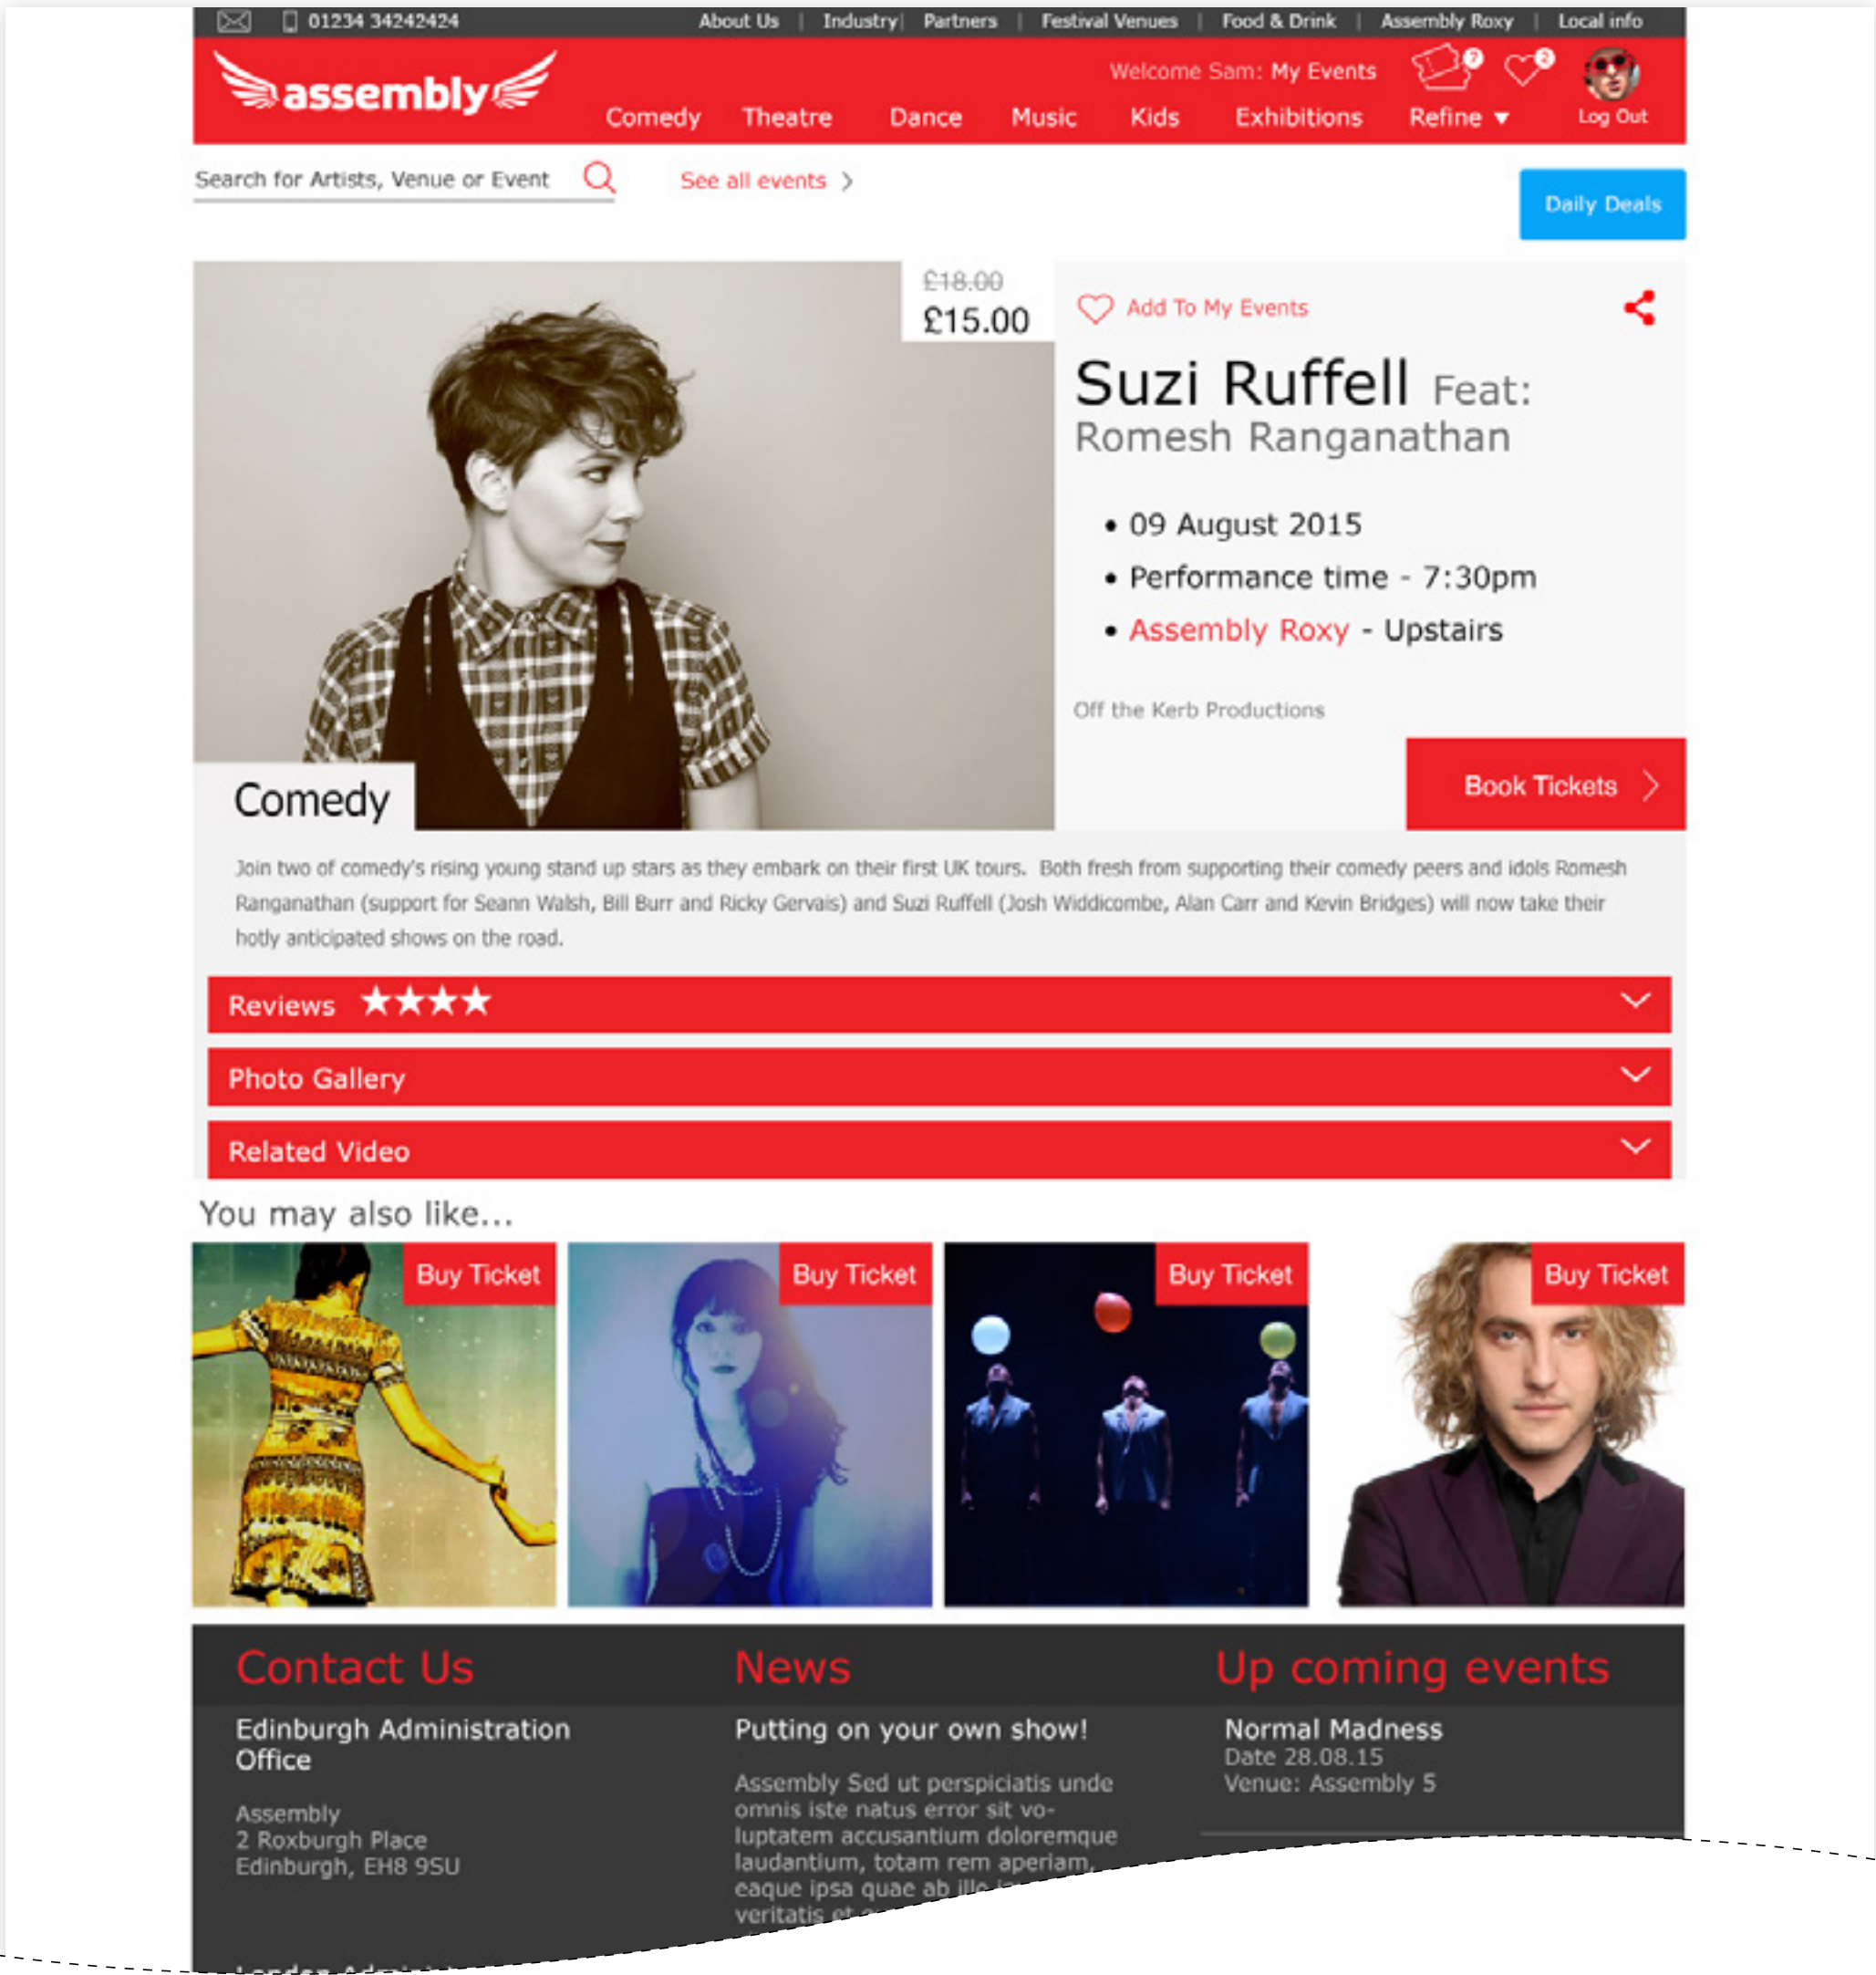 01234 34242424
About Us | Industry | Partners | Festival Venues | Food & Drink | Assembly Roxy | Local info
assembly
Welcome Sam: My Events
7
2
Comedy Theatre Dance Music Kids Exhibitions Refine ▼ Log Out
Search for Artists, Venue or Event
See all events >
Daily Deals
£18.00
£15.00
Add To My Events
Suzi Ruffell Feat:
Romesh Ranganathan
• 09 August 2015
• Performance time - 7:30pm
• Assembly Roxy - Upstairs
Off the Kerb Productions
Book Tickets >
Comedy
Join two of comedy's rising young stand up stars as they embark on their first UK tours. Both fresh from supporting their comedy peers and idols Romesh
Ranganathan (support for Seann Walsh, Bill Burr and Ricky Gervais) and Suzi Ruffell (Josh Widdicombe, Alan Carr and Kevin Bridges) will now take their
hotly anticipated shows on the road.
Reviews ★★★★
Photo Gallery
Related Video
You may also like...
Buy Ticket
Buy Ticket
Buy Ticket
Buy Ticket
Contact Us
Edinburgh Administration
Office
Assembly
2 Roxburgh Place
Edinburgh, EH8 9SU
News
Putting on your own show!
Assembly Sed ut perspiciatis unde
omnis iste natus error sit vo-
luptatem accusantium doloremque
laudantium, totam rem aperiam,
eaque ipsa quae ab illo
veritatis et
Up coming events
Normal Madness
Date 28.08.15
Venue: Assembly 5